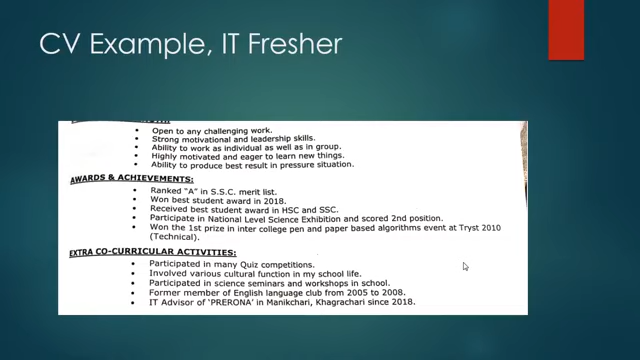 CV Example, IT Fresher
• Open to any challenging work.
• Strong motivational and leadership skills.
• Ability to work as individual as well as in group.
• Highly motivated and eager to learn new things.
• Ability to produce best result in pressure situation.
AWARDS & ACHIEVEMENTS:
• Ranked "A" in S.S.C. merit list.
• Won best student award in 2018.
• Received best student award in HSC and SSC.
• Participate in National Level Science Exhibition and scored 2nd position.
• Won the 1st prize in inter college pen and paper based algorithms event at Tryst 2010
(Technical).
EXTRA CO-CURRICULAR ACTIVITIES:
• Participated in many Quiz competitions.
• Involved various cultural function in my school life.
• Participated in science seminars and workshops in school.
• Former member of English language club from 2005 to 2008.
• IT Advisor of 'PRERONA' in Manikchari, Khagrachari since 2018.